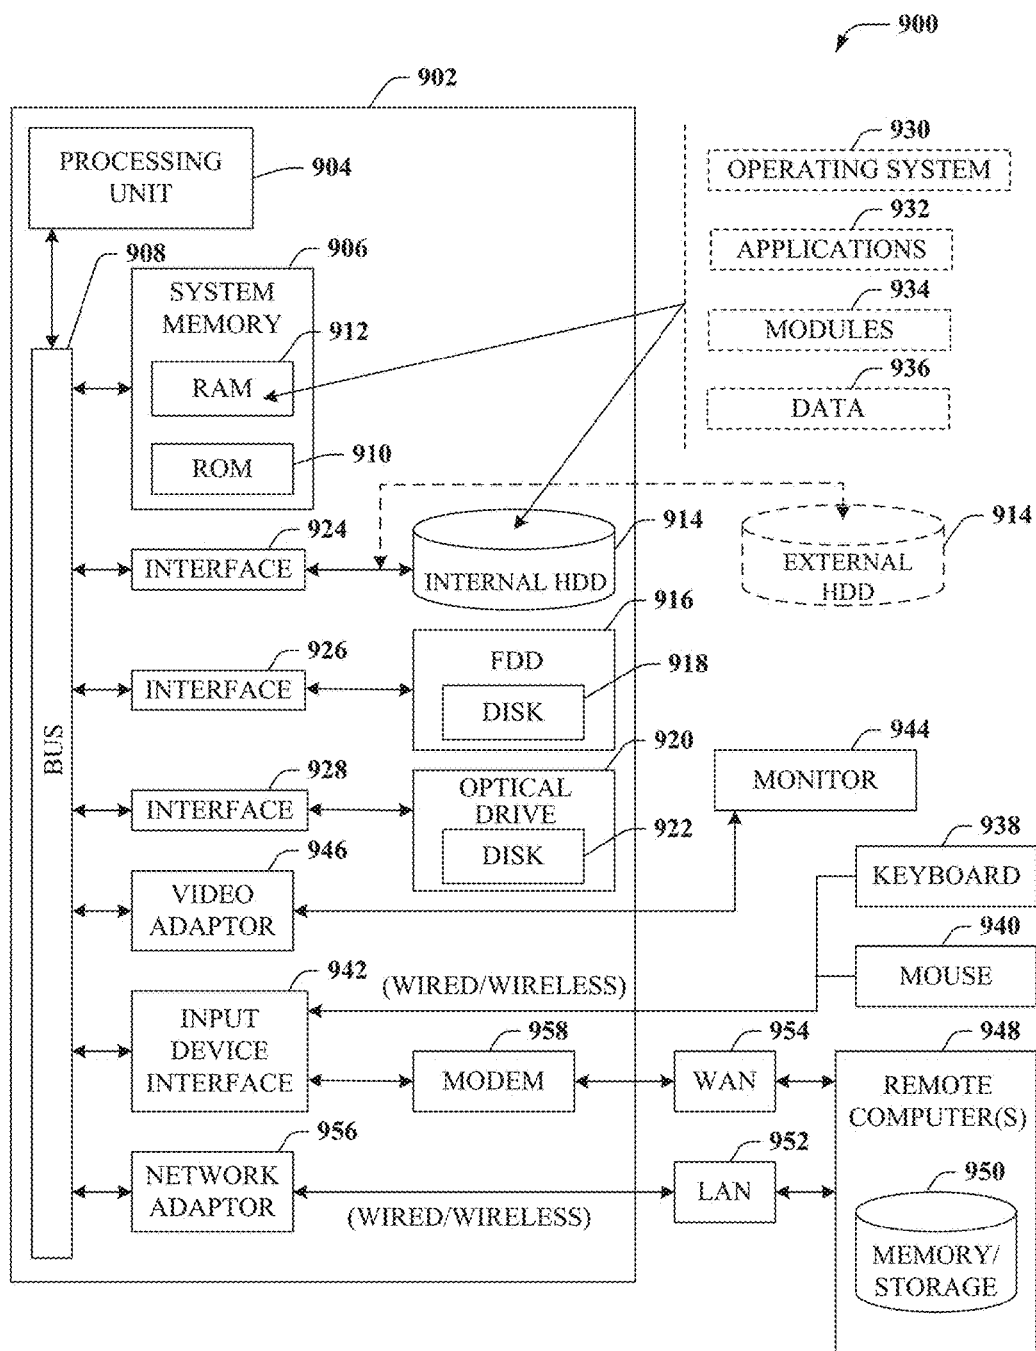 900
902
PROCESSING
UNIT
904
930
OPERATING SYSTEM
932
APPLICATIONS
934
MODULES
936
DATA
908
906
SYSTEM
MEMORY
912
RAM
910
ROM
BUS
924
INTERFACE
914
INTERNAL HDD
914
EXTERNAL
HDD
926
INTERFACE
916
FDD
918
DISK
928
INTERFACE
920
OPTICAL
DRIVE
922
DISK
944
MONITOR
946
VIDEO
ADAPTOR
938
KEYBOARD
940
MOUSE
942
INPUT
DEVICE
INTERFACE
(WIRED/WIRELESS)
958
MODEM
954
WAN
948
REMOTE
COMPUTER(S)
956
NETWORK
ADAPTOR
(WIRED/WIRELESS)
952
LAN
950
MEMORY/
STORAGE